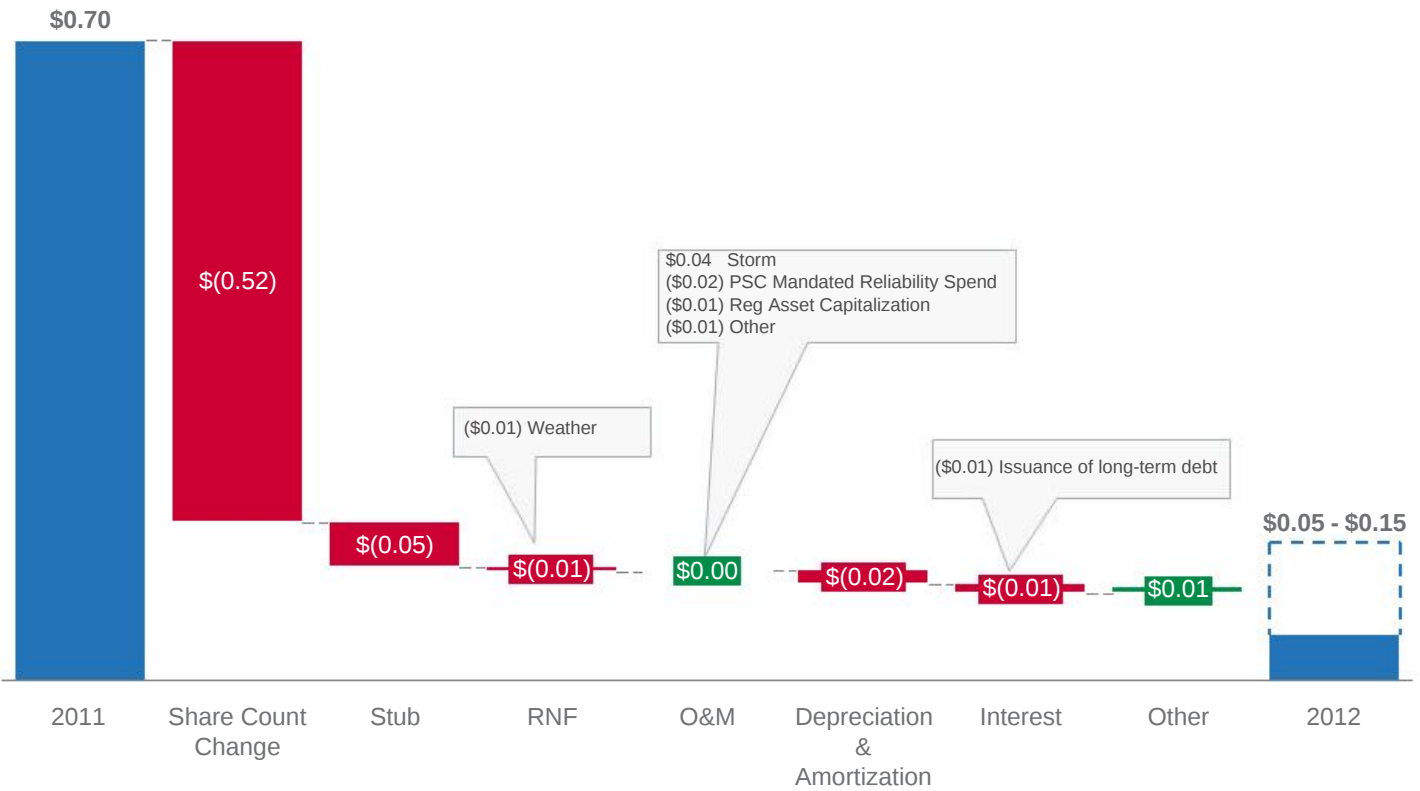 $0.70
$(0.52)
$0.04 Storm
($0.02) PSC Mandated Reliability Spend
($0.01) Reg Asset Capitalization
($0.01) Other
($0.01) Weather
($0.01) Issuance of long-term debt
$0.05 - $0.15
$(0.05)
$(0.01)
$0.00
$(0.02)
$(0.01)
$0.01
2011
Share Count
Change
Stub
RNF
O&M
Depreciation
&
Amortization
Interest
Other
2012